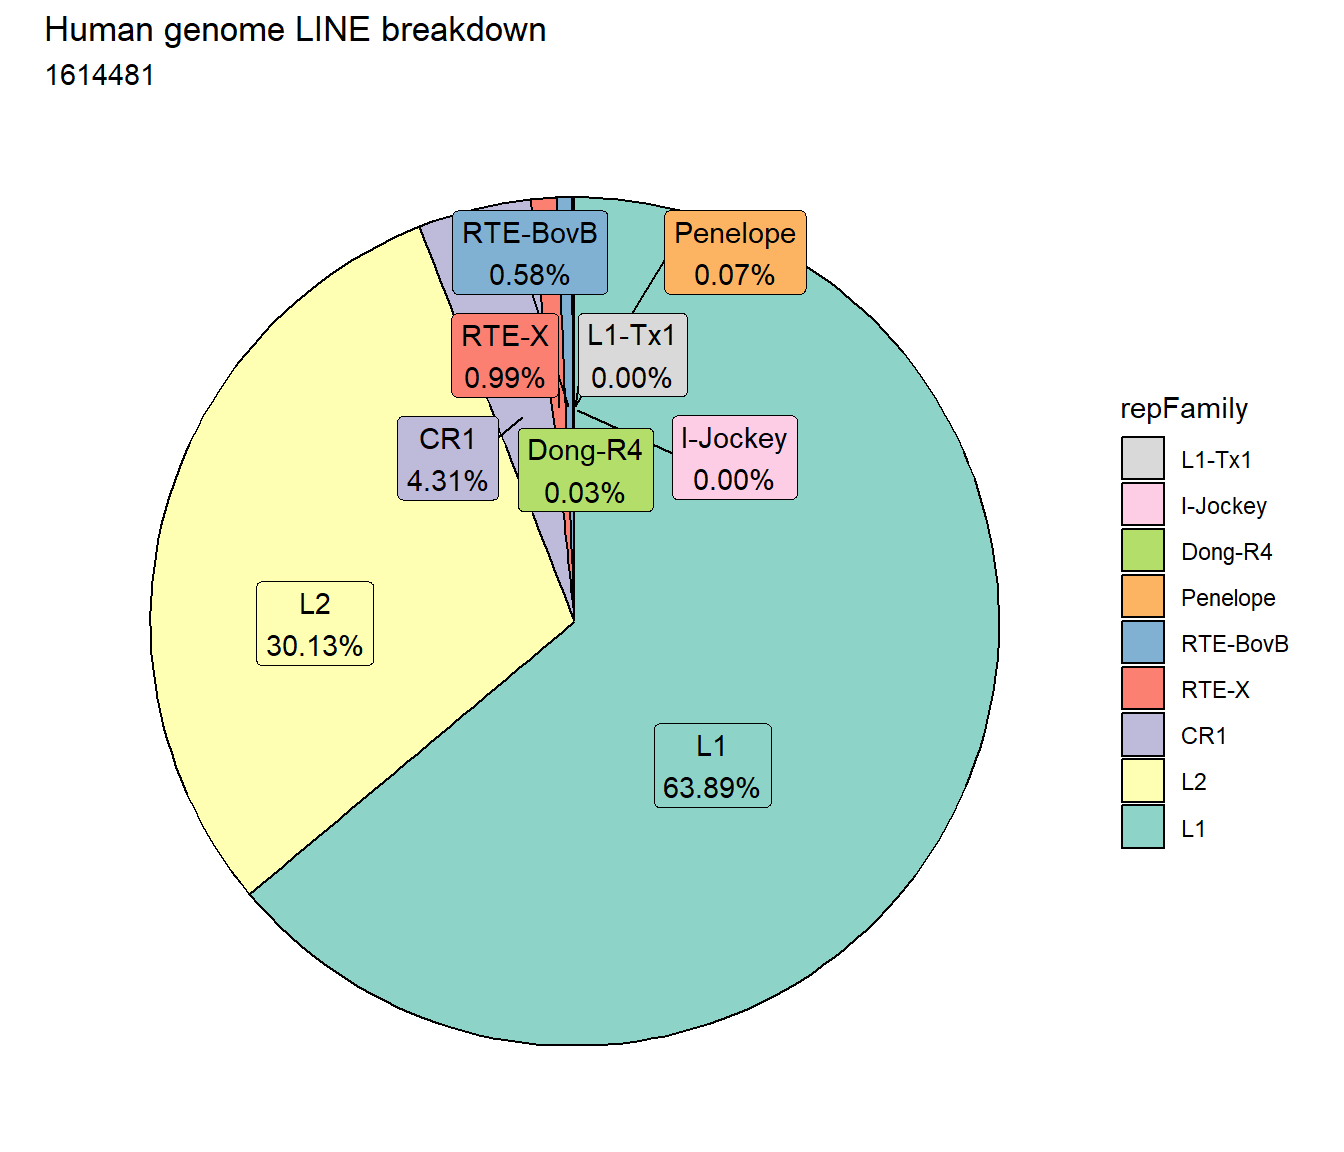 Human genome LINE breakdown
1614481
RTE-BovB
0.58%
Penelope
0.07%
RTE-X
0.99%
L1-Tx1
0.00%
CR1
4.31%
Dong-R4
0.03%
I-Jockey
0.00%
L2
30.13%
L1
63.89%
repFamily
L1-Tx1
I-Jockey
Dong-R4
Penelope
RTE-BovB
RTE-X
CR1
L2
L1